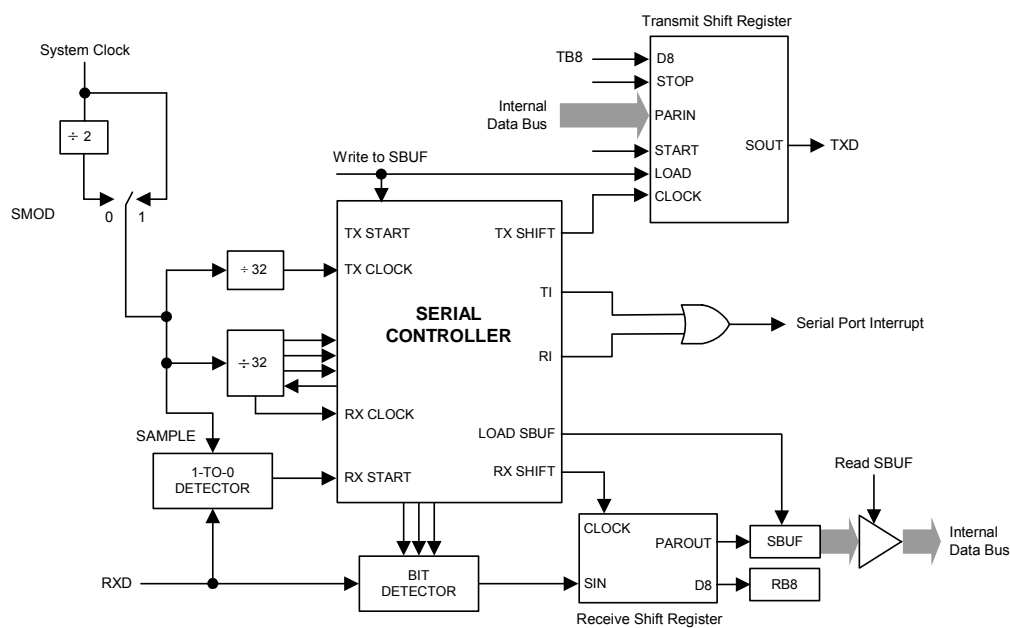 Transmit Shift Register
System Clock
TB8
D8
STOP
Internal
Data Bus
PARIN
÷ 2
START
SOUT
TXD
Write to SBUF
LOAD
CLOCK
SMOD
0
1
TX START
TX SHIFT
÷ 32
TX CLOCK
TI
SERIAL
CONTROLLER
Serial Port Interrupt
÷32
RI
RX CLOCK
SAMPLE
LOAD SBUF
1-TO-0
DETECTOR
RX START
RX SHIFT
Read SBUF
CLOCK
PAROUT
SBUF
Internal
Data Bus
RXD
BIT
DETECTOR
SIN
D8
RB8
Receive Shift Register